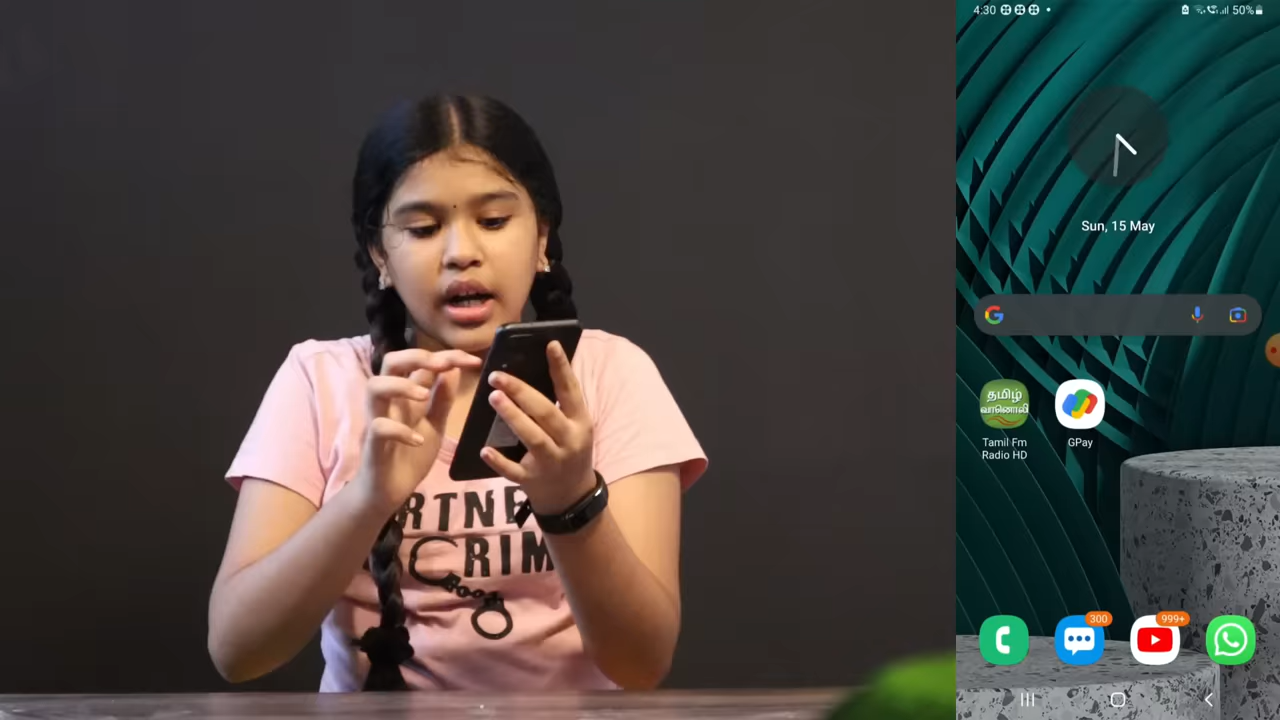 4:30
50%
Sun, 15 May
தமிழ்
வானொலி
Tamil Fm
Radio HD
GPay
300
999+
RTNE
CRIM